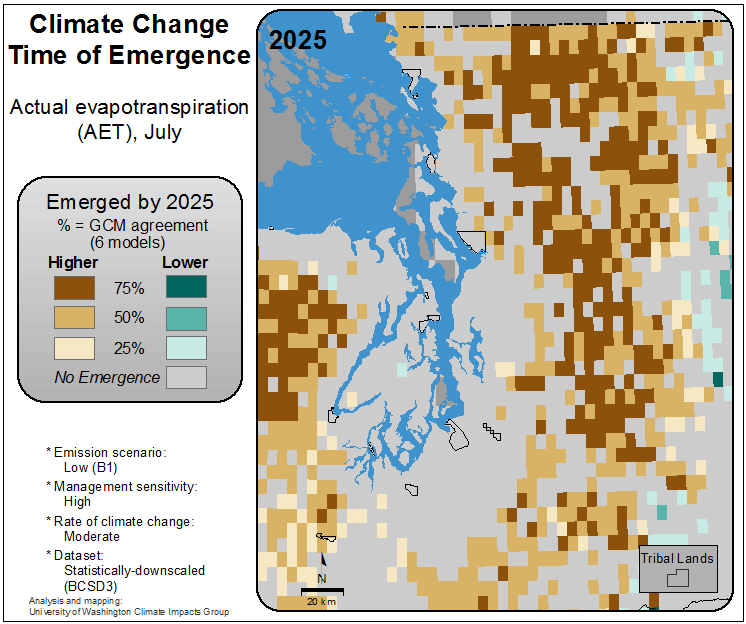 Climate Change
Time of Emergence
Actual evapotranspiration
(AET), July
Emerged by 2025
% = GCM agreement
(6 models)
Higher Lower
75%
50%
25%
No Emergence
* Emission scenario:
Low (B1)
* Management sensitivity:
High
* Rate of climate change:
Moderate
* Dataset:
Statistically-downscaled
(BCSD3)
Analysis and mapping:
University of Washington Climate Impacts Group
2025
N
20 km
Tribal Lands